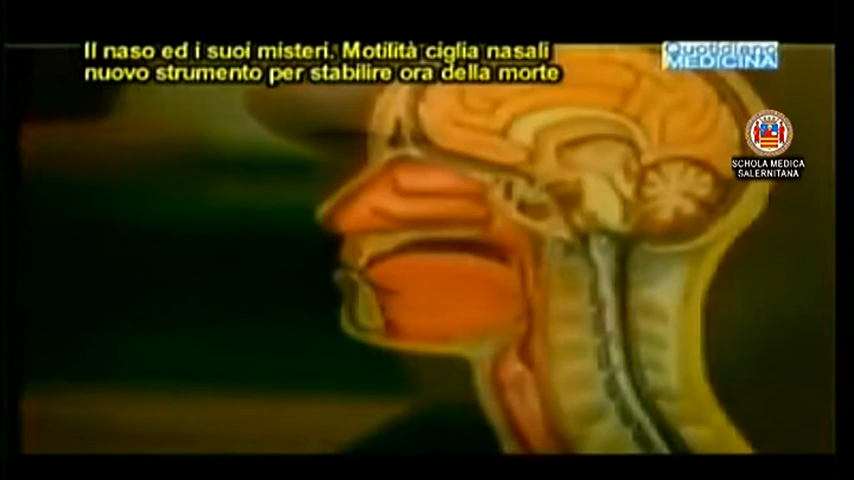 Il naso ed i suoi misteri. Motilità ciglia nasali
nuovo strumento per stabilire ora della morte
Quotidiano
MEDICINA
SCHOLA MEDICA
SALERNITANA